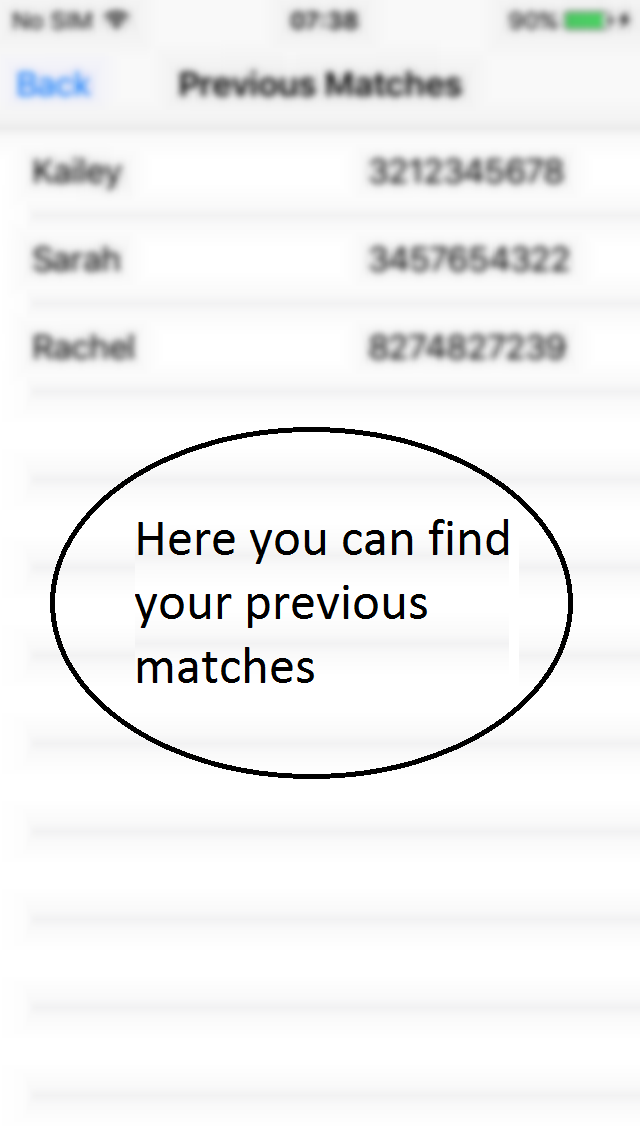 No SIM 07:38 90%
Back Previous Matches
Kailey 3212345678
Sarah 3457654322
Rachel 8274827239
Here you can find
your previous
matches